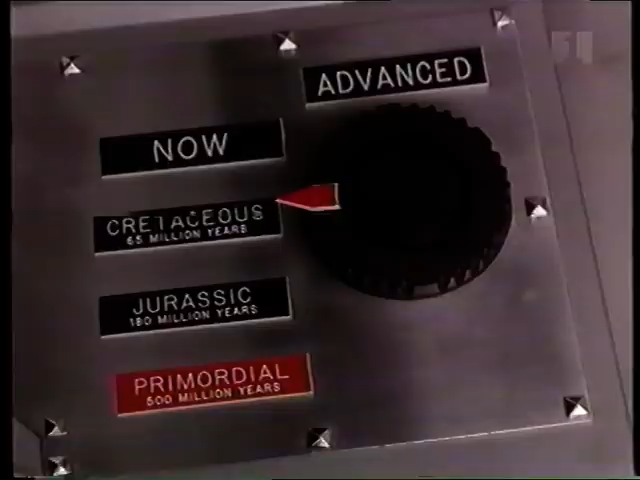 ADVANCED
NOW
CRETACEOUS
65 MILLION YEARS
JURASSIC
180 MILLION YEARS
PRIMORDIAL
500 MILLION YEARS